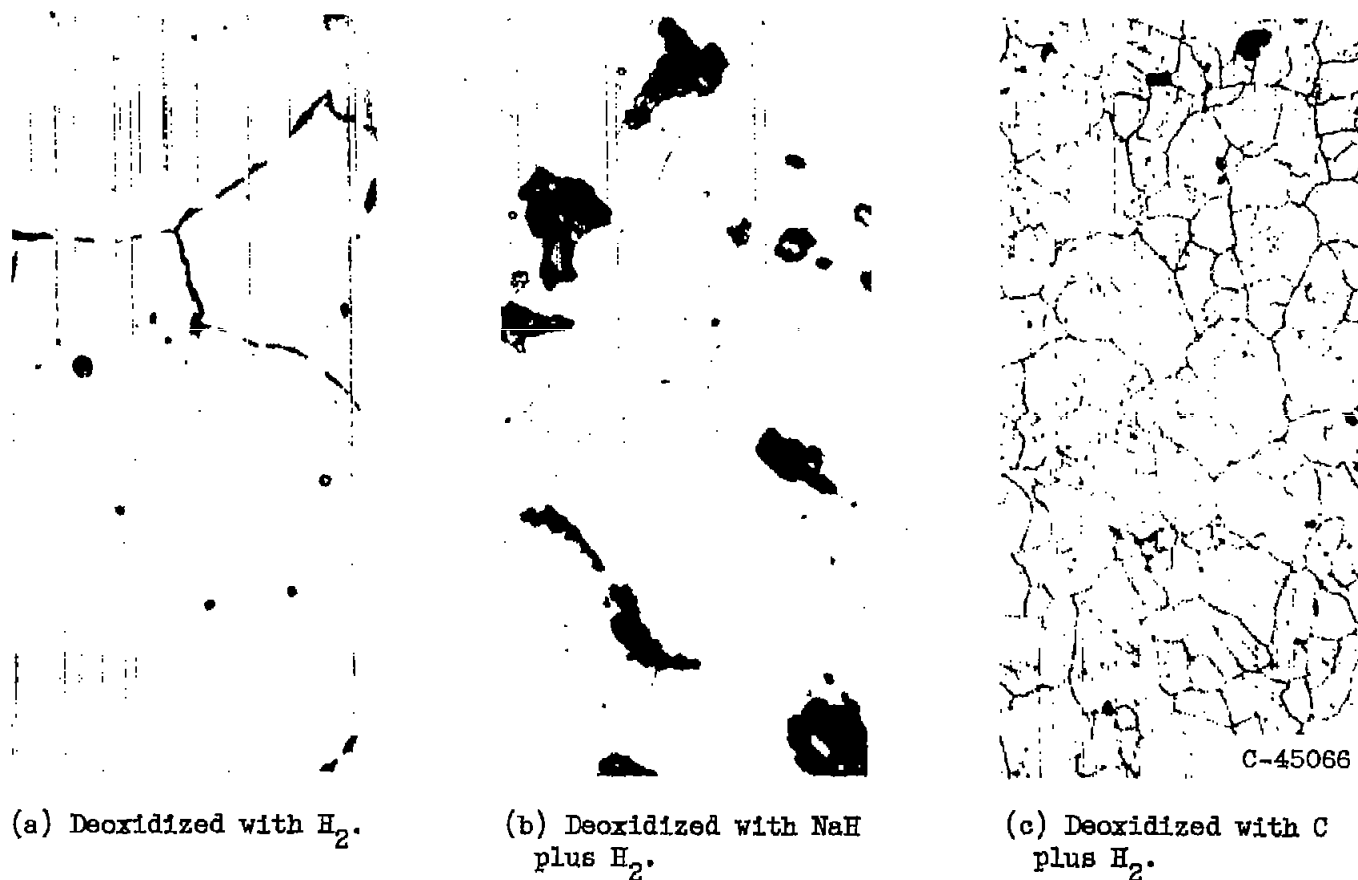 C-45066
(a) Deoxidized with H₂.
(b) Deoxidized with NaH
plus H₂.
(c) Deoxidized with C
plus H₂.